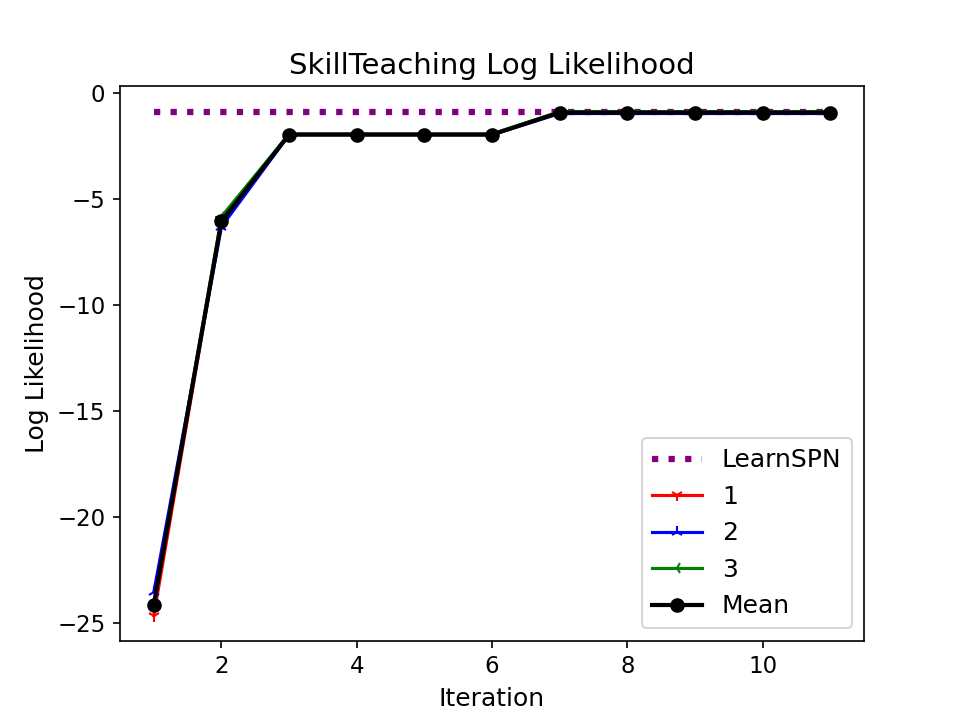 SkillTeaching Log Likelihood
0
−5
−10
−15
−20
−25
Log Likelihood
LearnSPN
1
2
3
Mean
2 4 6 8 10
Iteration